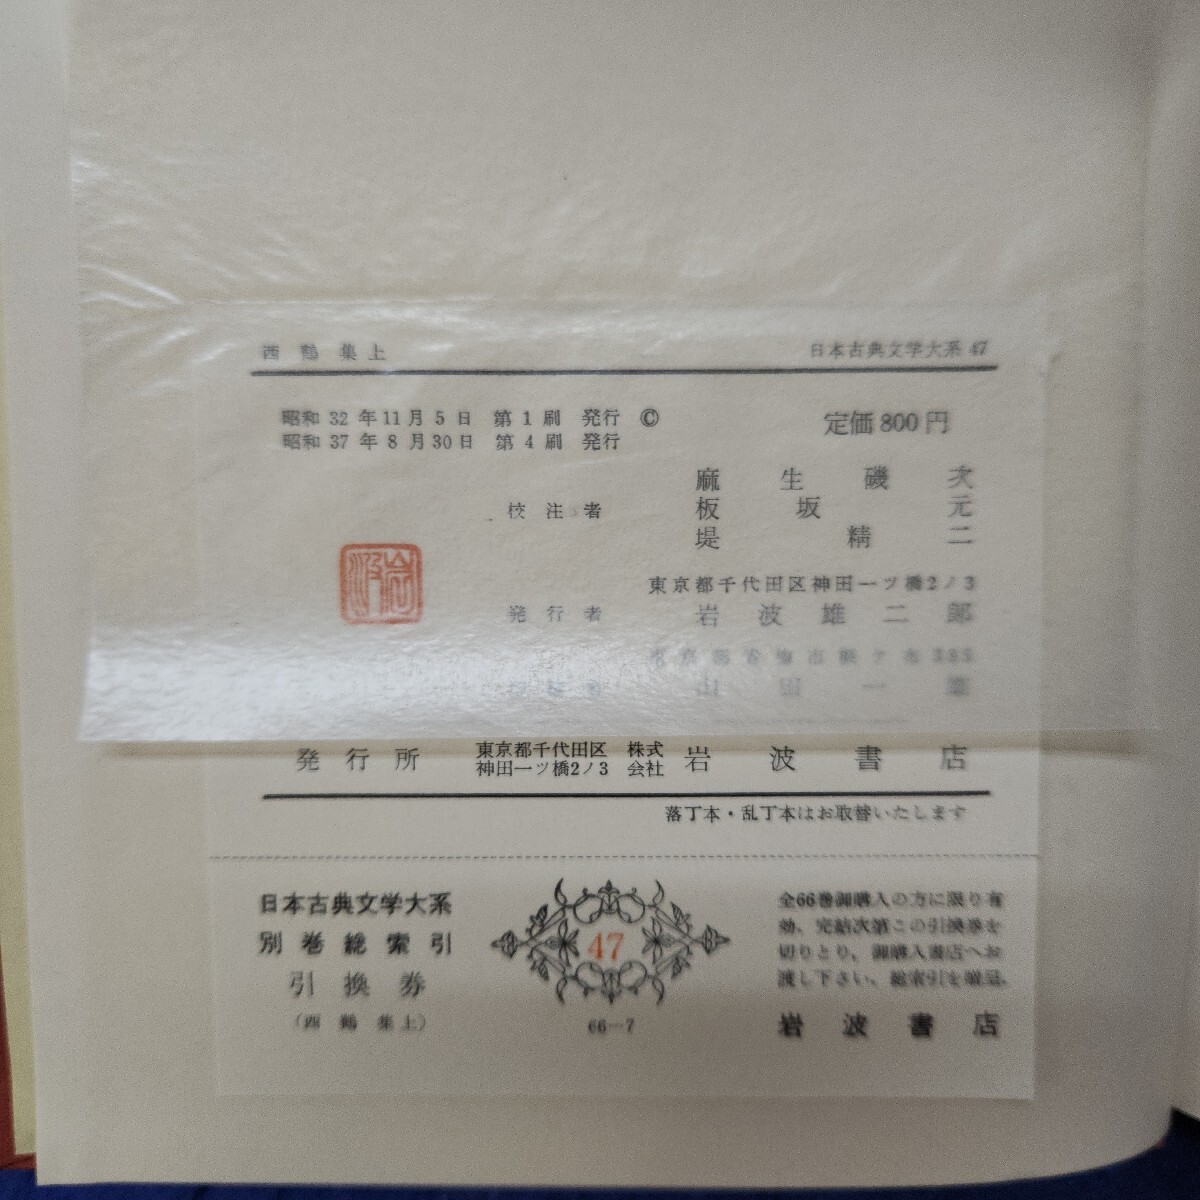 西鶴集上
日本古典文学大系 47
昭和 32 年 11 月 5 日 第 1 刷 発行 ©
昭和 37 年 8 月 30 日 第 4 刷 発行
定価 800 円
校注者
麻生磯次
板坂元
堤精二
東京都千代田区神田一ツ橋2ノ3
発行者 岩波雄二郎
山田一雄
発行所 東京都千代田区神田一ツ橋2ノ3 株式会社 岩波書店
落丁本・乱丁本はお取替いたします
日本古典文学大系
別巻総索引
引換券
（西鶴集上）
47
66―7
全66巻御購入の方に限り有
効、完結次第この引換券を
切りとり、御購入書店へお
渡し下さい、総索引を贈呈、
岩波書店